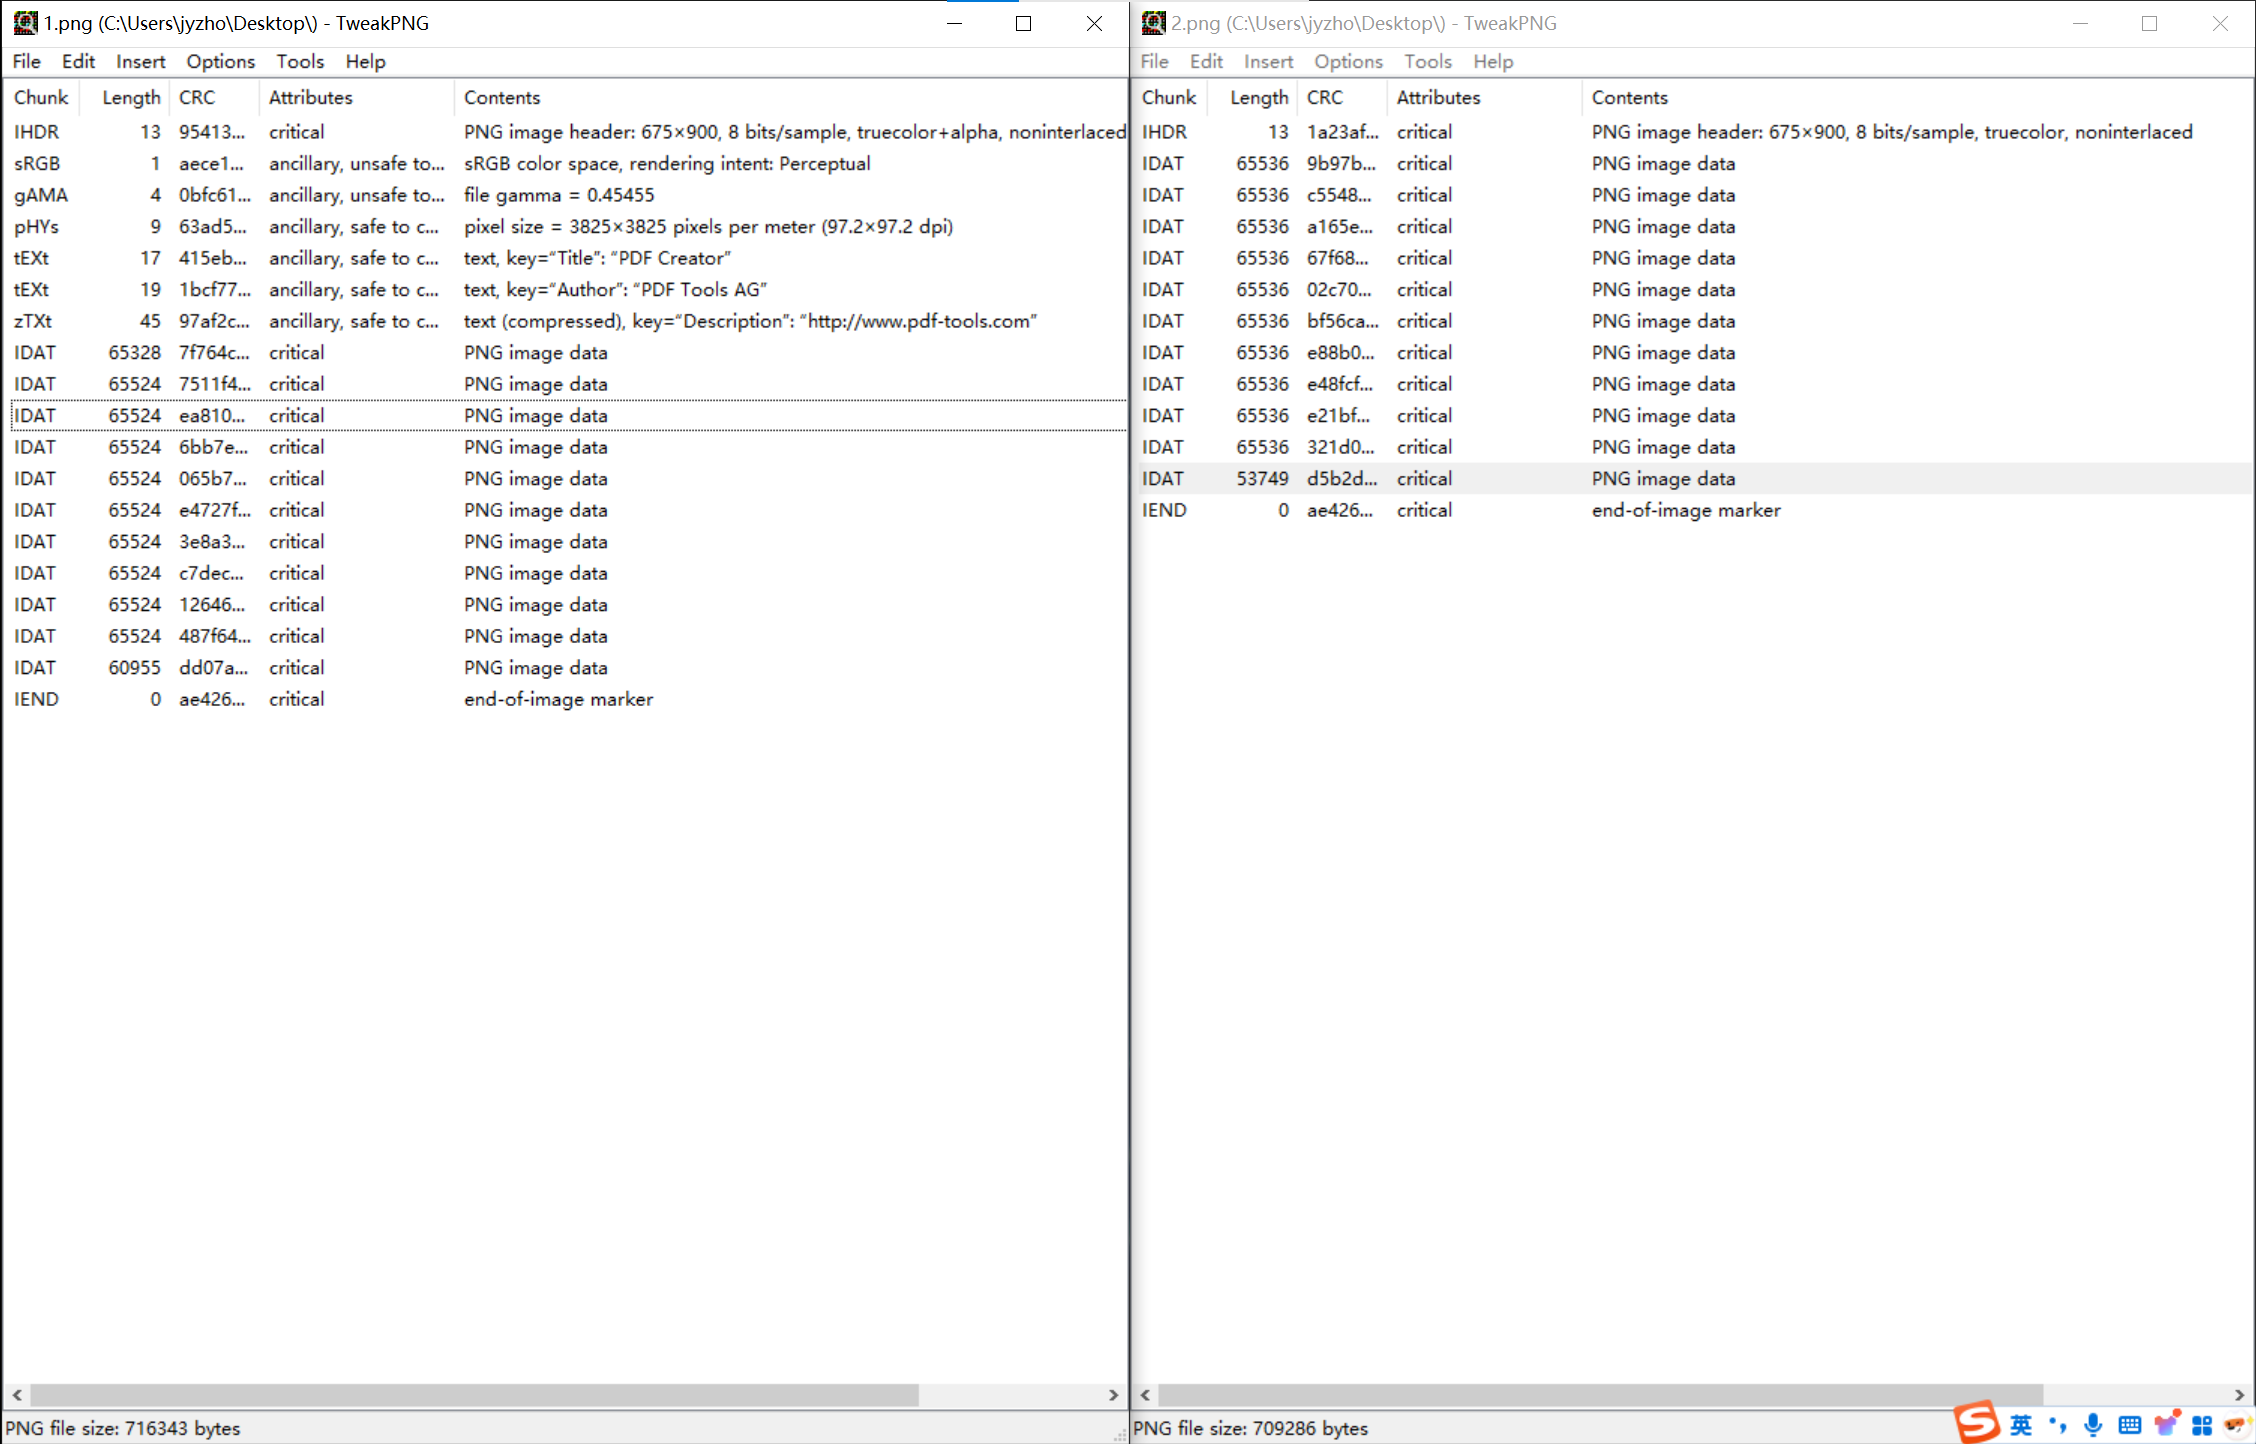 1.png (C:\Users\jyzho\Desktop\) - TweakPNG
File Edit Insert Options Tools Help
Chunk Length CRC Attributes Contents
IHDR 13 95413... critical PNG image header: 675×900, 8 bits/sample, truecolor+alpha, noninterlaced
sRGB 1 aece1... ancillary, unsafe to... sRGB color space, rendering intent: Perceptual
gAMA 4 0bfc61... ancillary, unsafe to... file gamma = 0.45455
pHYs 9 63ad5... ancillary, safe to c... pixel size = 3825×3825 pixels per meter (97.2×97.2 dpi)
tEXt 17 415eb... ancillary, safe to c... text, key=“Title”: “PDF Creator”
tEXt 19 1bcf77... ancillary, safe to c... text, key=“Author”: “PDF Tools AG”
zTXt 45 97af2c... ancillary, safe to c... text (compressed), key=“Description”: “http://www.pdf-tools.com”
IDAT 65328 7f764c... critical PNG image data
IDAT 65524 7511f4... critical PNG image data
IDAT 65524 ea810... critical PNG image data
IDAT 65524 6bb7e... critical PNG image data
IDAT 65524 065b7... critical PNG image data
IDAT 65524 e4727f... critical PNG image data
IDAT 65524 3e8a3... critical PNG image data
IDAT 65524 c7dec... critical PNG image data
IDAT 65524 12646... critical PNG image data
IDAT 65524 487f64... critical PNG image data
IDAT 60955 dd07a... critical PNG image data
IEND 0 ae426... critical end-of-image marker
PNG file size: 716343 bytes
2.png (C:\Users\jyzho\Desktop\) - TweakPNG
File Edit Insert Options Tools Help
Chunk Length CRC Attributes Contents
IHDR 13 1a23af... critical PNG image header: 675×900, 8 bits/sample, truecolor, noninterlaced
IDAT 65536 9b97b... critical PNG image data
IDAT 65536 c5548... critical PNG image data
IDAT 65536 a165e... critical PNG image data
IDAT 65536 67f68... critical PNG image data
IDAT 65536 02c70... critical PNG image data
IDAT 65536 bf56ca... critical PNG image data
IDAT 65536 e88b0... critical PNG image data
IDAT 65536 e48fcf... critical PNG image data
IDAT 65536 e21bf... critical PNG image data
IDAT 65536 321d0... critical PNG image data
IDAT 53749 d5b2d... critical PNG image data
IEND 0 ae426... critical end-of-image marker
PNG file size: 709286 bytes
英